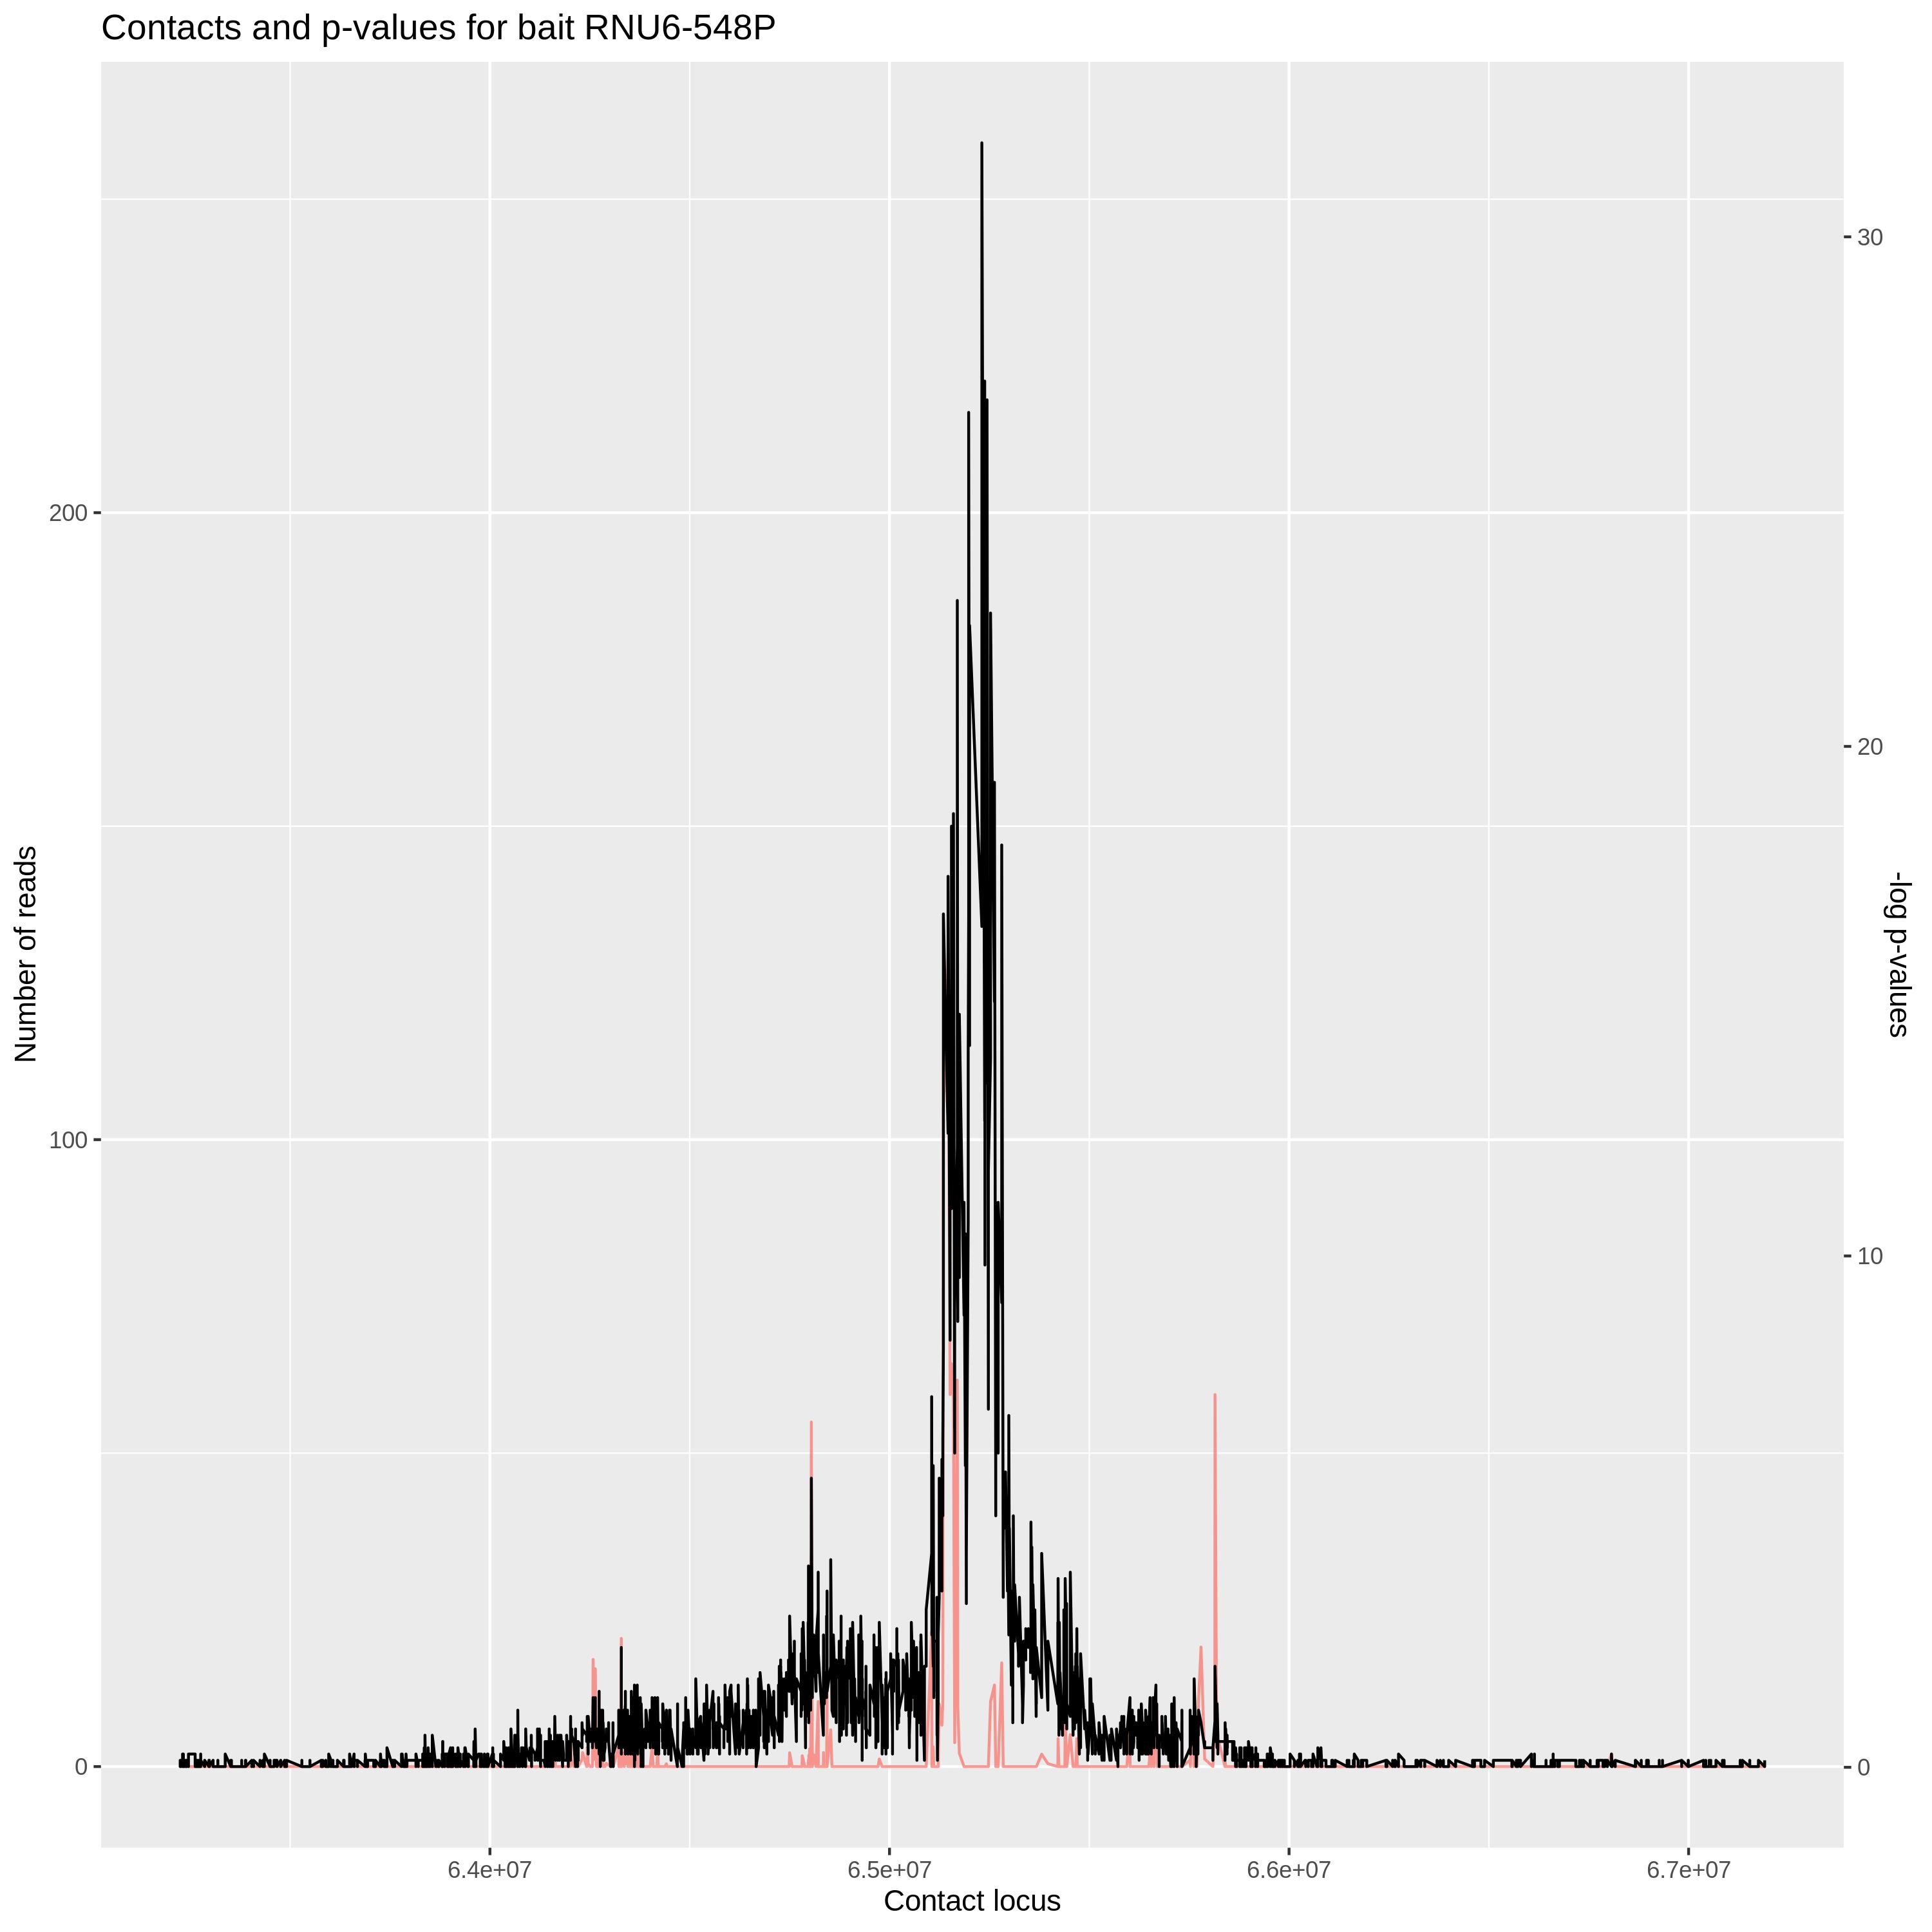 Contacts and p-values for bait RNU6-548P
200
100
0
Number of reads
30
20
10
0
-log p-values
6.4e+07
6.5e+07
6.6e+07
6.7e+07
Contact locus